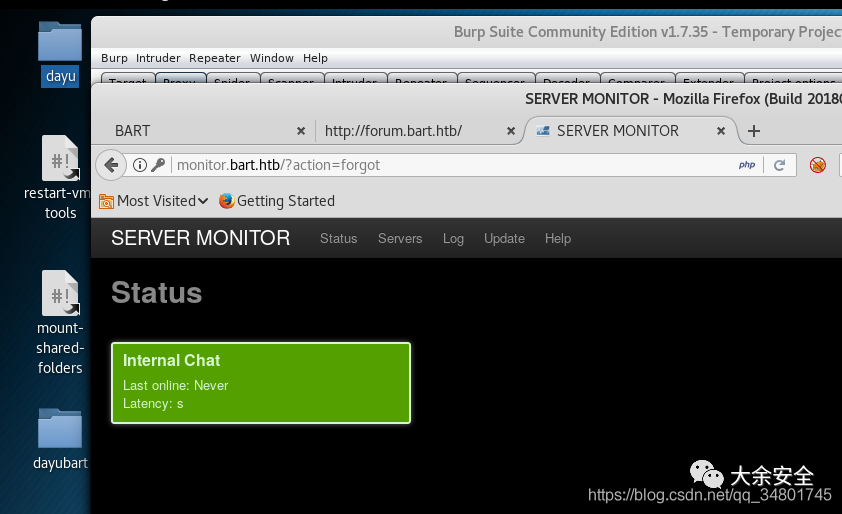 Burp Suite Community Edition v1.7.35 - Temporary Projec
dayu
Burp Intruder Repeater Window Help
Target Proxy Spider Scanner Intruder Repeater Sequencer Decoder Comparer Extender Project options
SERVER MONITOR - Mozilla Firefox (Build 20180
BART
http://forum.bart.htb/
SERVER MONITOR
monitor.bart.htb/?action=forgot
php
restart-vm
tools
Most Visited
Getting Started
SERVER MONITOR Status Servers Log Update Help
Status
mount-
shared-
folders
Internal Chat
Last online: Never
Latency: s
dayubart
大余安全
https://blog.csdn.net/qq_34801745